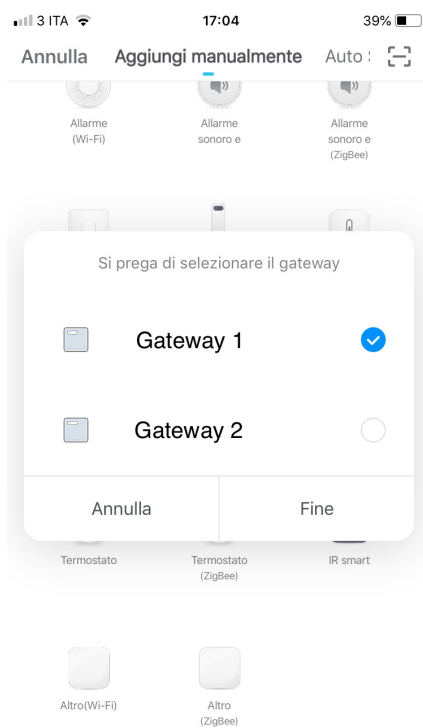 3 ITA 17:04 39%
Annulla Aggiungi manualmente Auto S
Allarme Allarme Allarme
(Wi-Fi) sonoro e sonoro e
(ZigBee)
Si prega di selezionare il gateway
Gateway 1
Gateway 2
Annulla Fine
Termostato Termostato IR smart
(ZigBee)
Altro(Wi-Fi) Altro
(ZigBee)